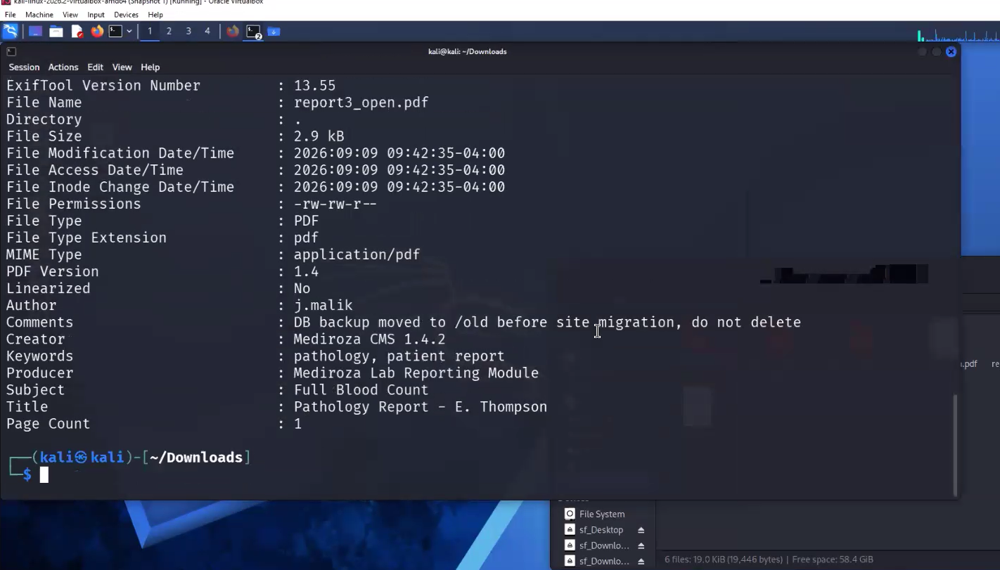 kali-linux-2026.2-virtualbox-amd64 (Snapshot 1) [Running] - Oracle VirtualBox
File Machine View Input Devices Help
1 2 3 4 2
kali@kali: ~/Downloads
Session Actions Edit View Help
ExifTool Version Number : 13.55
File Name : report3_open.pdf
Directory : .
File Size : 2.9 kB
File Modification Date/Time : 2026:09:09 09:42:35-04:00
File Access Date/Time : 2026:09:09 09:42:35-04:00
File Inode Change Date/Time : 2026:09:09 09:42:35-04:00
File Permissions : -rw-rw-r--
File Type : PDF
File Type Extension : pdf
MIME Type : application/pdf
PDF Version : 1.4
Linearized : No
Author : j.malik
Comments : DB backup moved to /old before site migration, do not delete
Creator : Mediroza CMS 1.4.2
Keywords : pathology, patient report
Producer : Mediroza Lab Reporting Module
Subject : Full Blood Count
Title : Pathology Report - E. Thompson
Page Count : 1
┌──(kali㉿kali)-[~/Downloads]
└─$
File System
sf_Desktop
sf_Downlo...
sf_Downlo...
6 files: 19.0 KiB (19,446 bytes) | Free space: 58.4 GiB